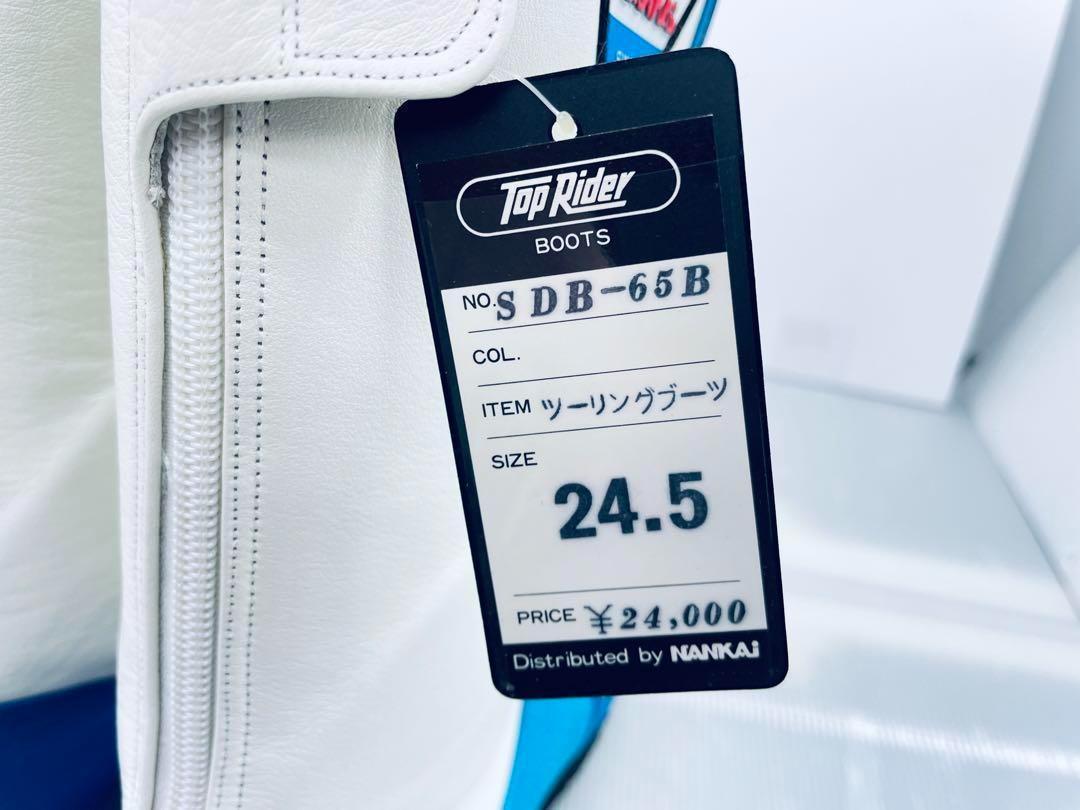 Top Rider
BOOTS
NO. SDB-65B
COL.
ITEM ツーリングブーツ
SIZE
24.5
PRICE ¥24,000
Distributed by NANKAi